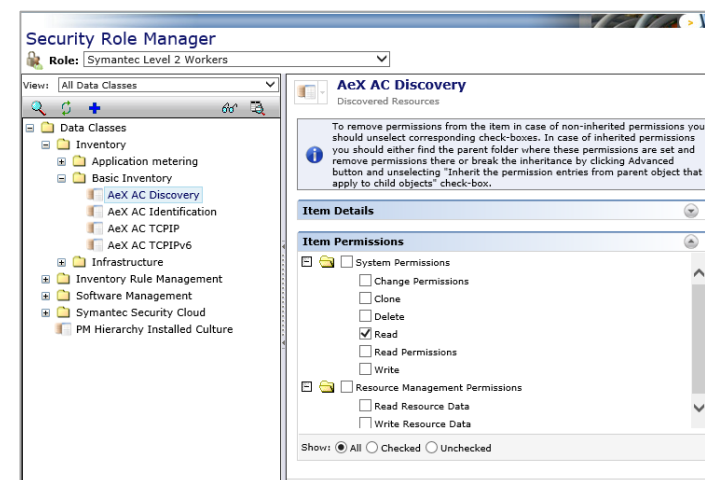 Security Role Manager
Role: Symantec Level 2 Workers
View: All Data Classes
Data Classes
Inventory
Application metering
Basic Inventory
AeX AC Discovery
AeX AC Identification
AeX AC TCPIP
AeX AC TCPIPv6
Infrastructure
Inventory Rule Management
Software Management
Symantec Security Cloud
PM Hierarchy Installed Culture
AeX AC Discovery
Discovered Resources
To remove permissions from the item in case of non-inherited permissions you
should unselect corresponding check-boxes. In case of inherited permissions
you should either find the parent folder where these permissions are set and
remove permissions there or break the inheritance by clicking Advanced
button and unselecting "Inherit the permission entries from parent object that
apply to child objects" check-box.
Item Details
Item Permissions
System Permissions
Change Permissions
Clone
Delete
Read
Read Permissions
Write
Resource Management Permissions
Read Resource Data
Write Resource Data
Show: All Checked Unchecked